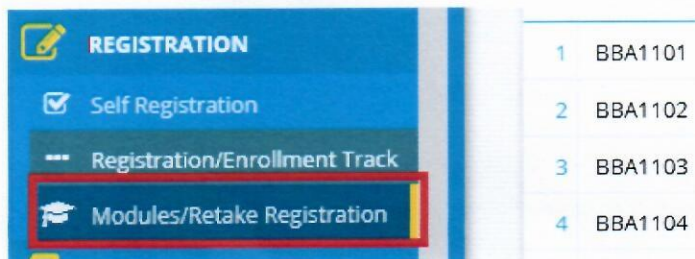 REGISTRATION
Self Registration
Registration/Enrollment Track
Modules/Retake Registration
1 BBA1101
2 BBA1102
3 BBA1103
4 BBA1104